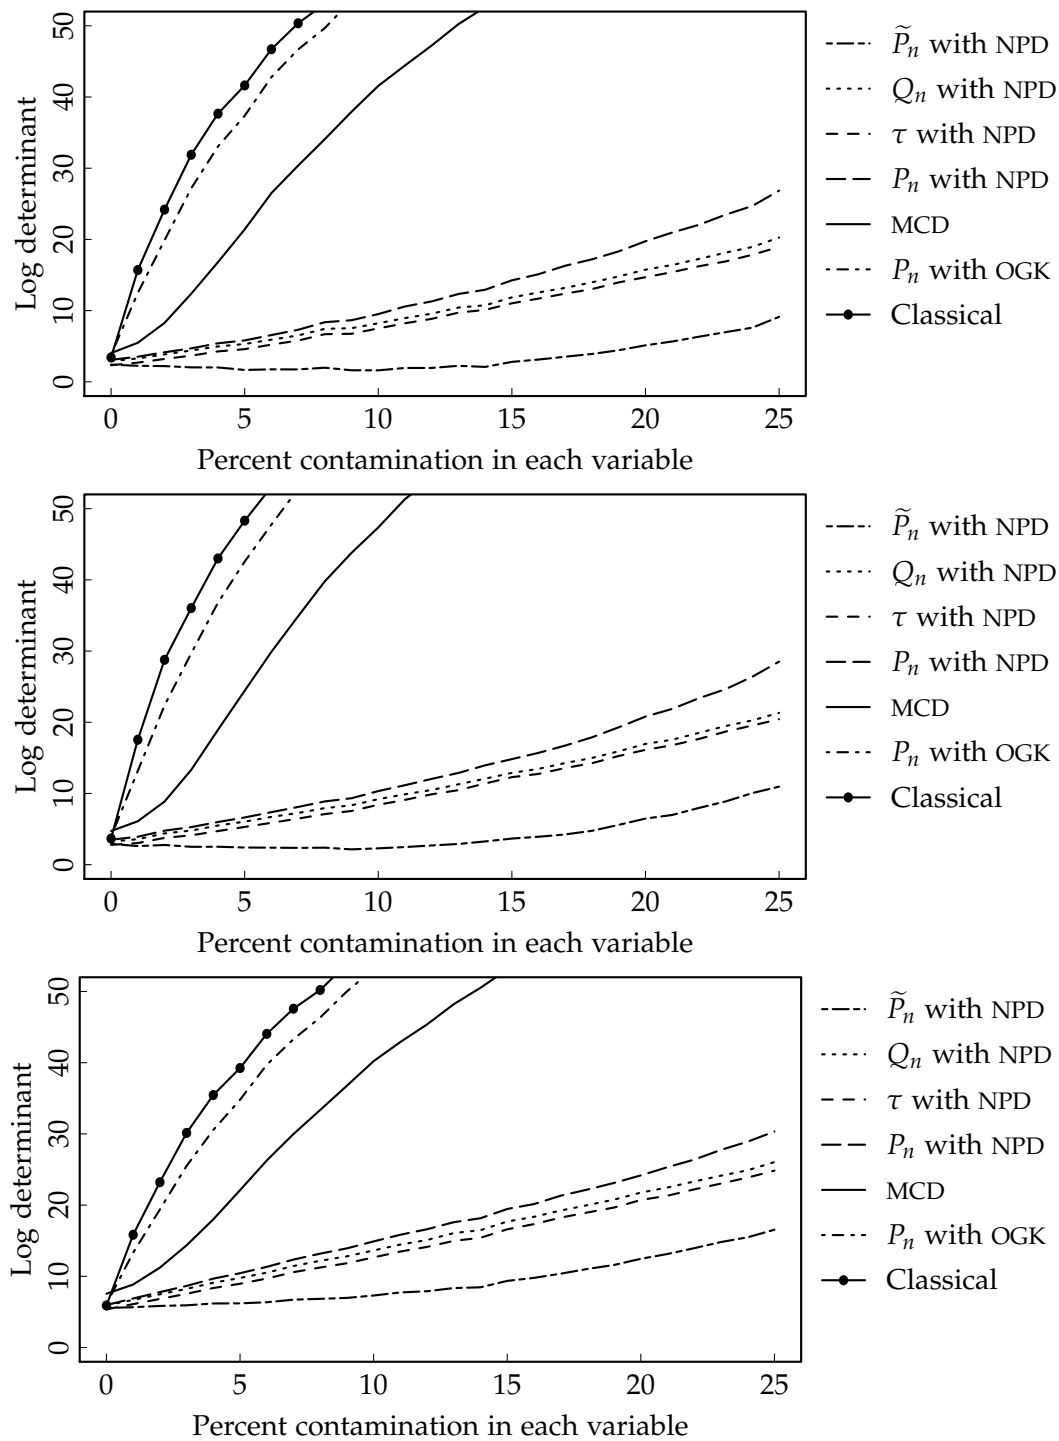 50
40
30
20
10
0
Log determinant
0 5 10 15 20 25
Percent contamination in each variable
P̃n with NPD
Qn with NPD
τ with NPD
Pn with NPD
MCD
Pn with OGK
Classical
50
40
30
20
10
0
Log determinant
0 5 10 15 20 25
Percent contamination in each variable
P̃n with NPD
Qn with NPD
τ with NPD
Pn with NPD
MCD
Pn with OGK
Classical
50
40
30
20
10
0
Log determinant
0 5 10 15 20 25
Percent contamination in each variable
P̃n with NPD
Qn with NPD
τ with NPD
Pn with NPD
MCD
Pn with OGK
Classical